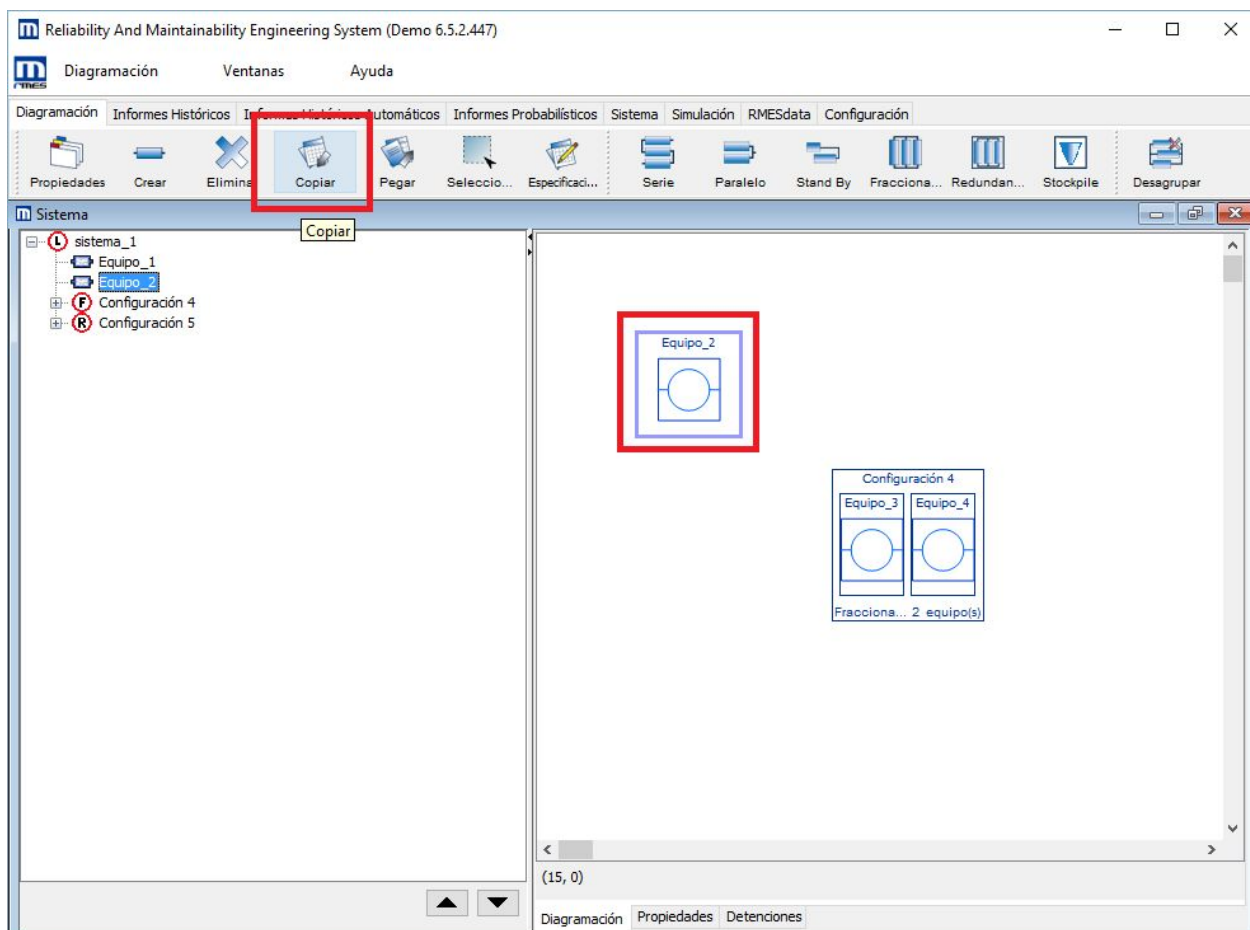 Reliability And Maintainability Engineering System (Demo 6.5.2.447)
rmes Diagramación Ventanas Ayuda
Diagramación Informes Históricos Informes Históricos Automáticos Informes Probabilísticos Sistema Simulación RMESdata Configuración
Propiedades Crear Elimina Copiar Pegar Seleccio... Especificaci... Serie Paralelo Stand By Fracciona... Redundan... Stockpile Desagrupar
Sistema
Copiar
L sistema_1
Equipo_1
Equipo_2
F Configuración 4
R Configuración 5
Equipo_2
Configuración 4
Equipo_3 Equipo_4
Fracciona... 2 equipo(s)
(15, 0)
Diagramación Propiedades Detenciones